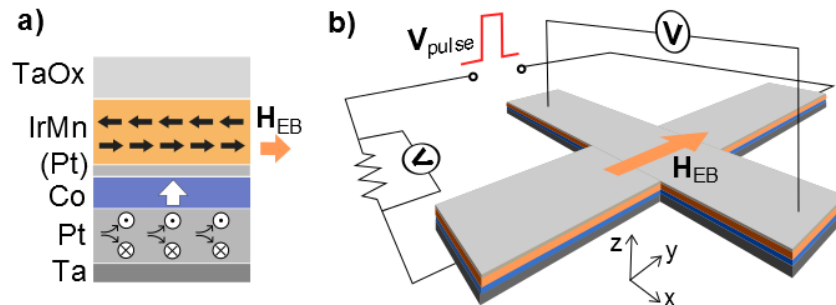 a)
TaOx
IrMn
(Pt)
Co
Pt
Ta
H_EB
b)
V_pulse
V
V
H_EB
z
y
x